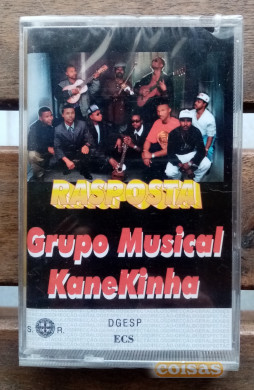 RASPOSTA
Grupo Musical
KaneKinha
S. R.
DGESP
ECS
coisas